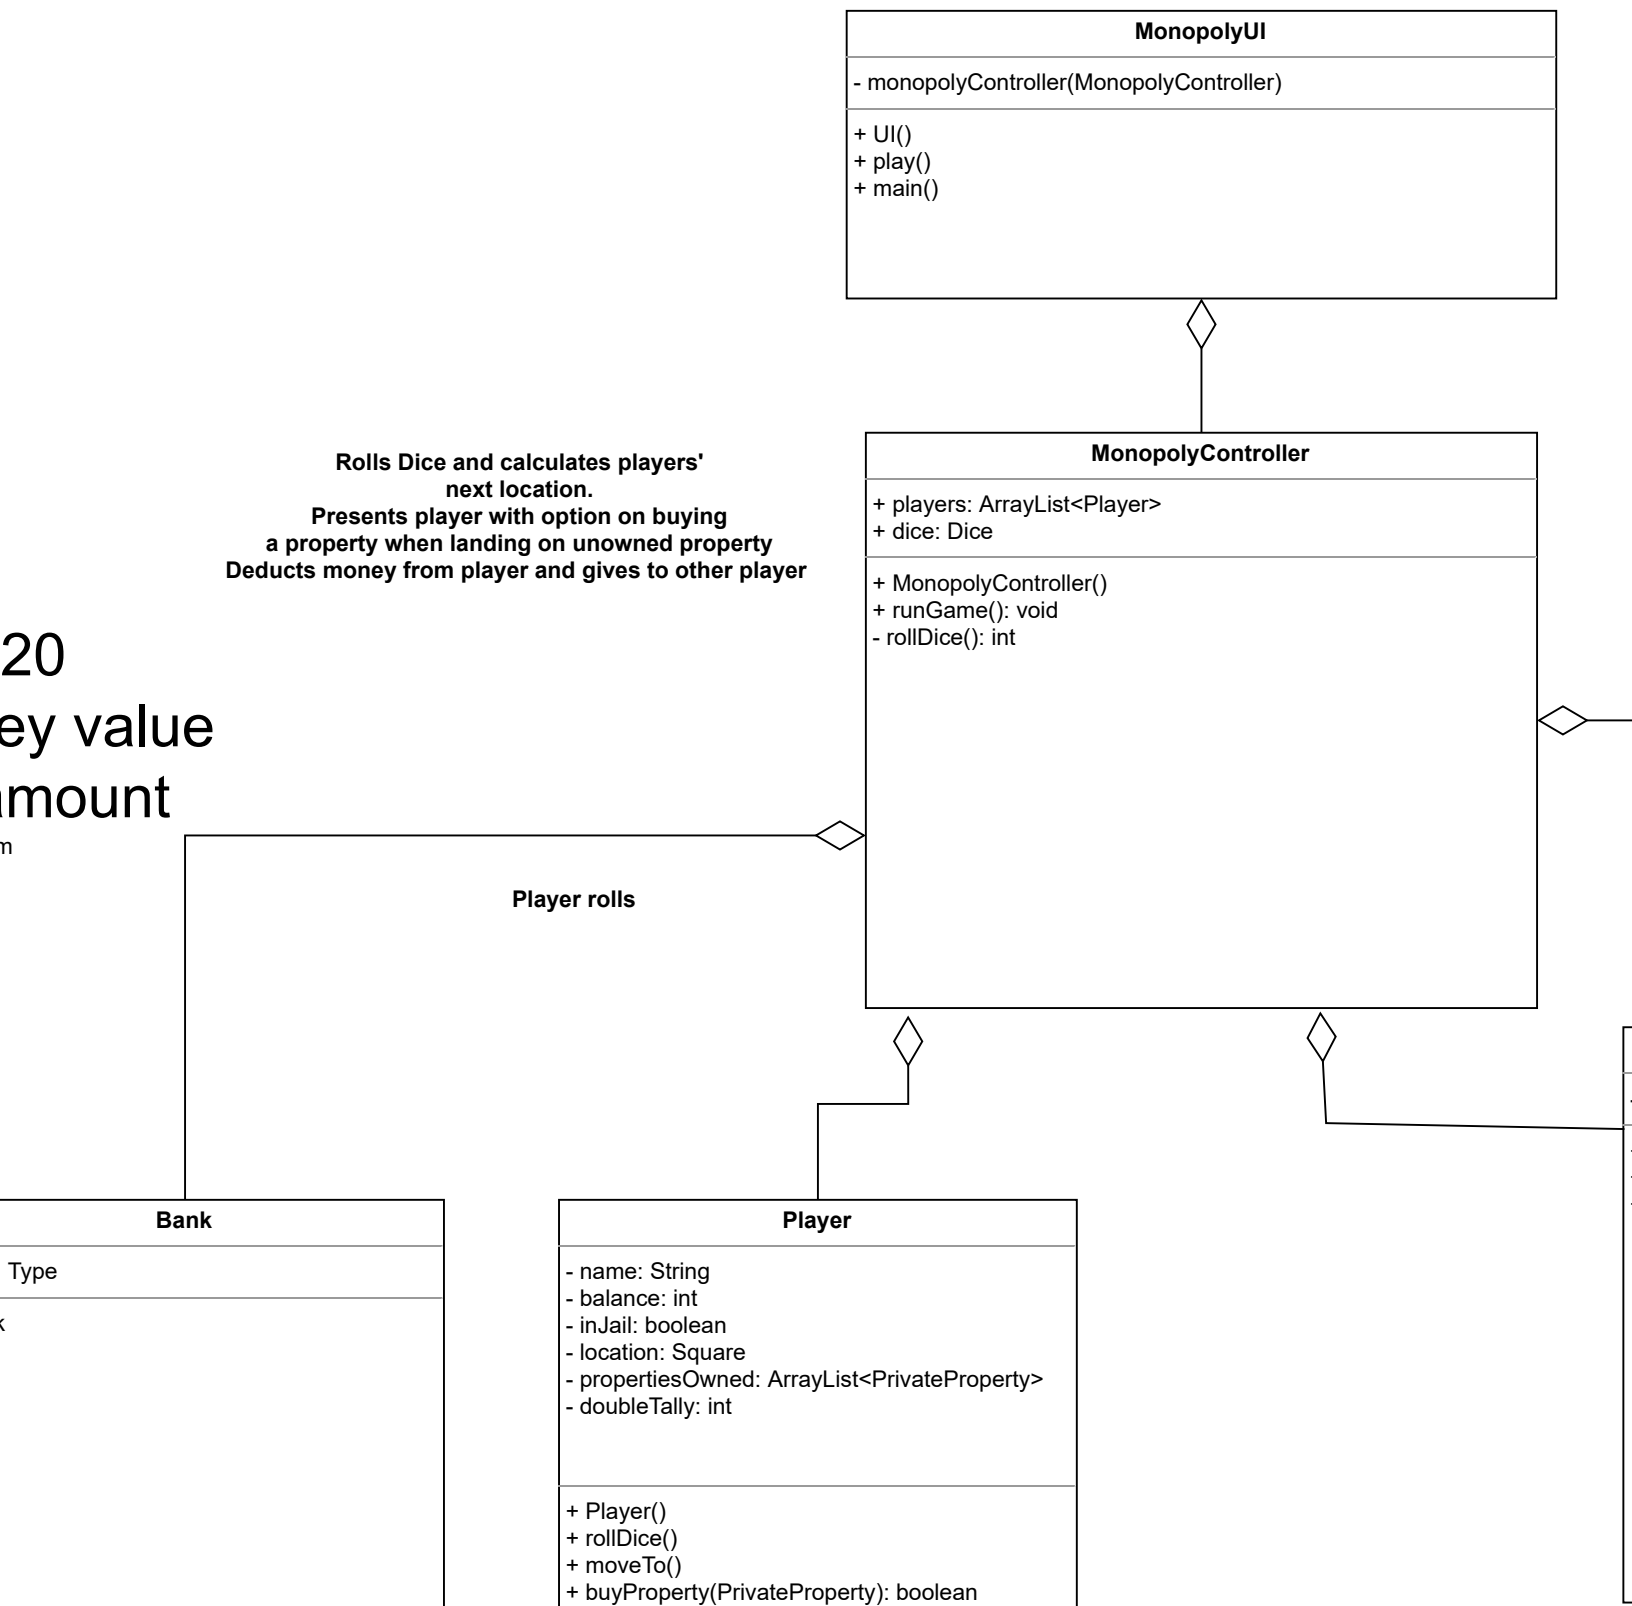 MonopolyUI
- monopolyController(MonopolyController)
+ UI()
+ play()
+ main()
Rolls Dice and calculates players'
next location.
Presents player with option on buying
a property when landing on unowned property
Deducts money from player and gives to other player
MonopolyController
+ players: ArrayList<Player>
+ dice: Dice
+ MonopolyController()
+ runGame(): void
- rollDice(): int
20
value
amount
Player rolls
Bank
Type
Player
- name: String
- balance: int
- inJail: boolean
- location: Square
- propertiesOwned: ArrayList<PrivateProperty>
- doubleTally: int
+ Player()
+ rollDice()
+ moveTo()
+ buyProperty(PrivateProperty): boolean